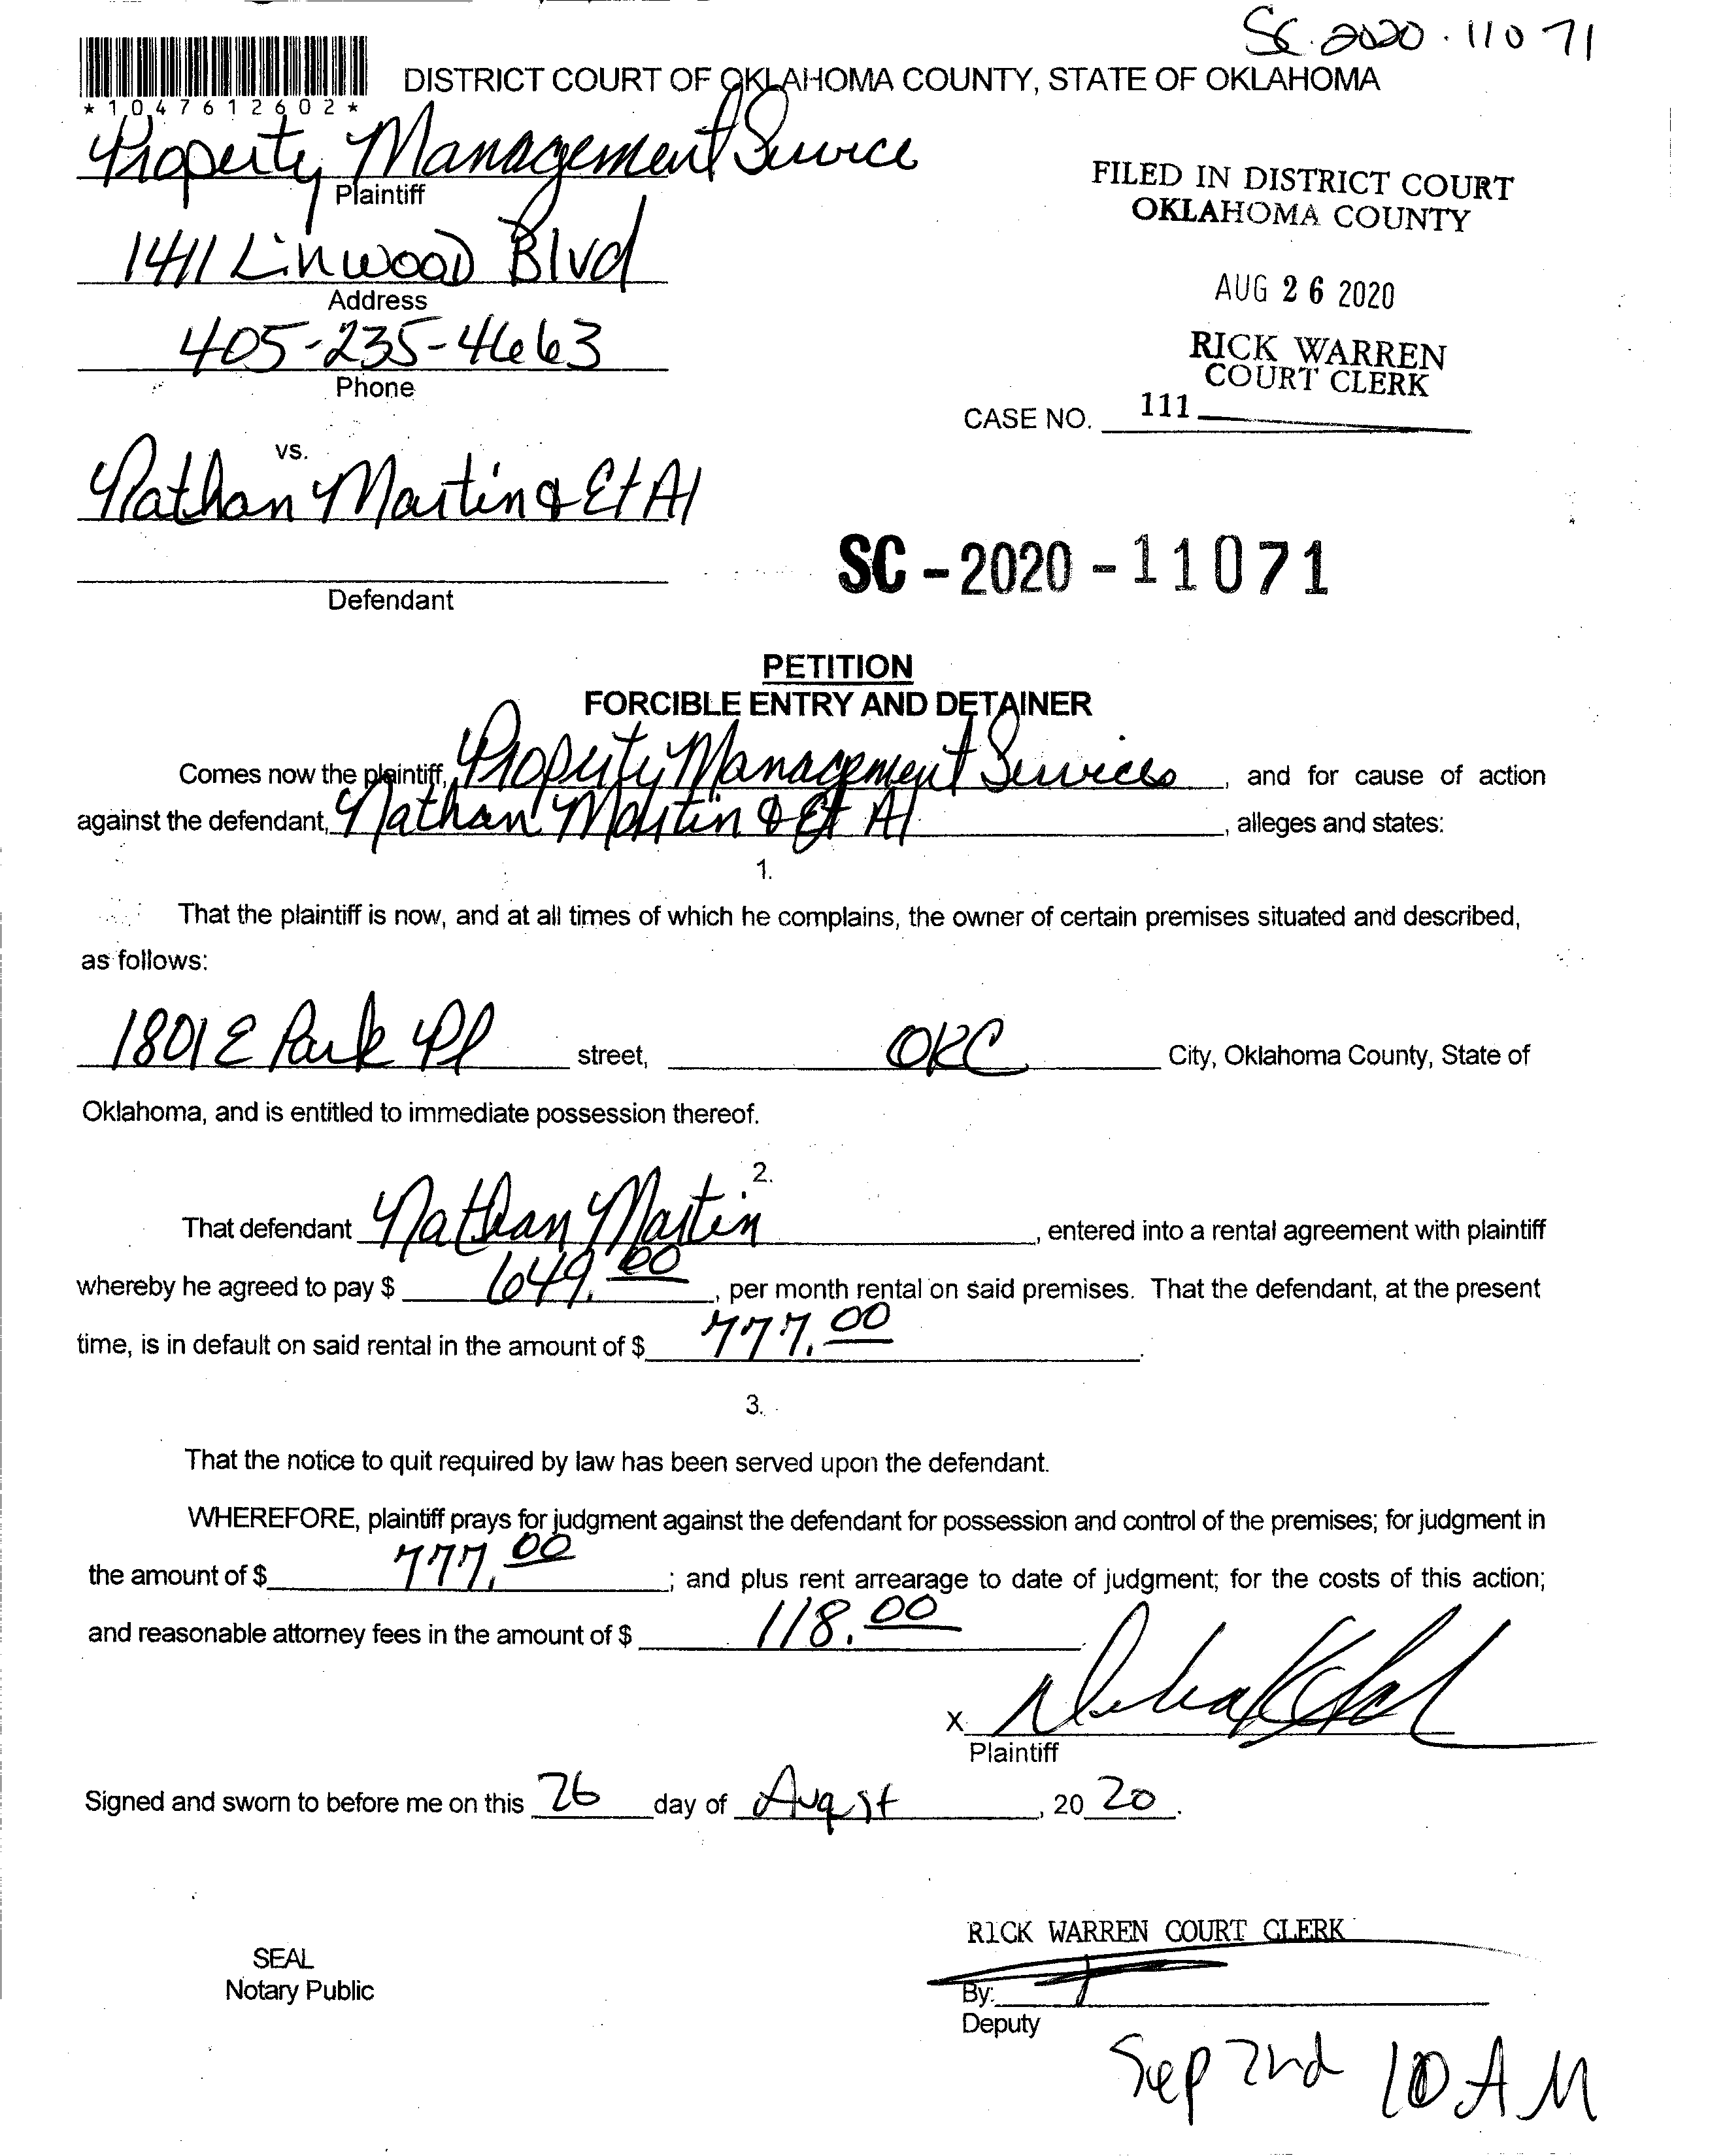 SC.2020.11071
*1047612602*
DISTRICT COURT OF OKLAHOMA COUNTY, STATE OF OKLAHOMA
Property Management Service
Plaintiff
FILED IN DISTRICT COURT
OKLAHOMA COUNTY
1411 Linwood Blvd
Address
AUG 26 2020
405-235-4663
Phone
RICK WARREN
COURT CLERK
CASE NO. 111
vs.
Nathan Martin & Et Al
SC-2020-11071
Defendant
PETITION
FORCIBLE ENTRY AND DETAINER
Comes now the plaintiff, Property Management Services, and for cause of action
against the defendant, Nathan Martin & Et Al, alleges and states:
1.
That the plaintiff is now, and at all times of which he complains, the owner of certain premises situated and described,
as follows:
1801 E Park Pl street, OKC City, Oklahoma County, State of
Oklahoma, and is entitled to immediate possession thereof.
2.
That defendant Nathan Martin, entered into a rental agreement with plaintiff
whereby he agreed to pay $ 649.00, per month rental on said premises. That the defendant, at the present
time, is in default on said rental in the amount of $ 777.00.
3.
That the notice to quit required by law has been served upon the defendant.
WHEREFORE, plaintiff prays for judgment against the defendant for possession and control of the premises; for judgment in
the amount of $ 777.00; and plus rent arrearage to date of judgment; for the costs of this action;
and reasonable attorney fees in the amount of $ 118.00.
X
Plaintiff
Signed and sworn to before me on this 26 day of Augst, 20 20.
RICK WARREN COURT CLERK
SEAL
Notary Public
By:
Deputy
Sep 2nd 10 AM